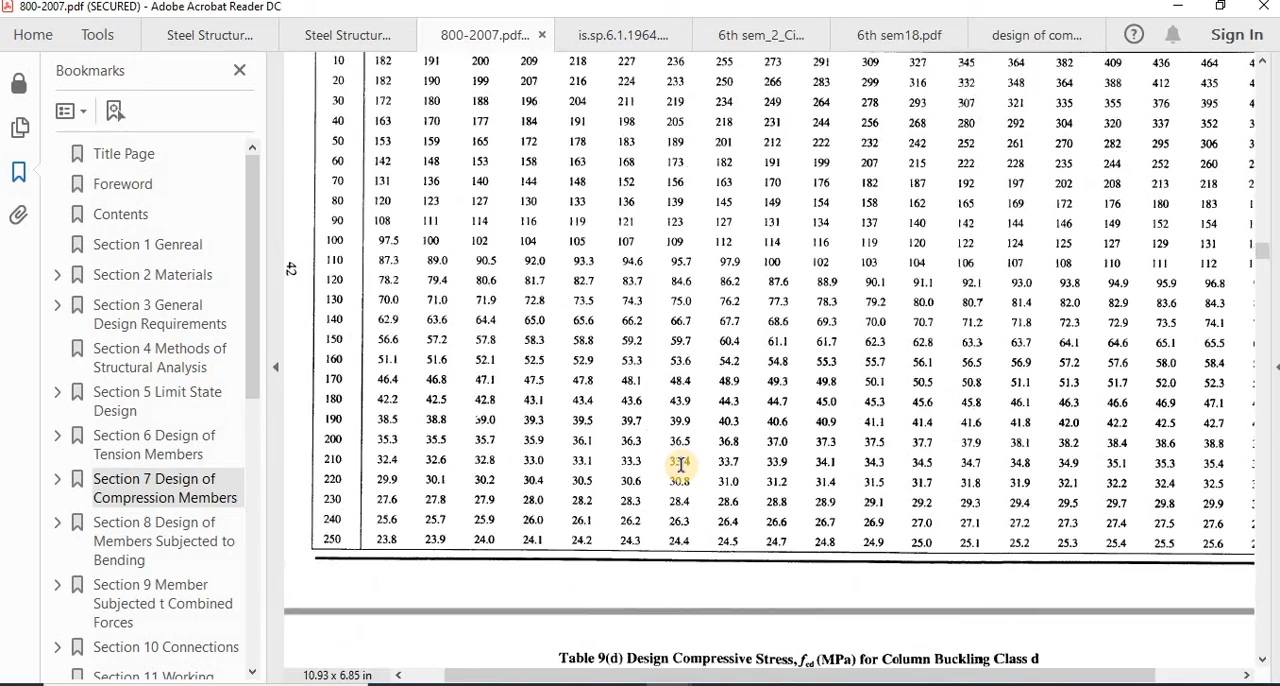 800-2007.pdf (SECURED) - Adobe Acrobat Reader DC
Home Tools Steel Structur... Steel Structur... 800-2007.pdf... × is.sp.6.1.1964.... 6th sem_2_Ci... 6th sem18.pdf design of com... Sign In
Bookmarks
Title Page
Foreword
Contents
Section 1 Genreal
Section 2 Materials
Section 3 General
Design Requirements
Section 4 Methods of
Structural Analysis
Section 5 Limit State
Design
Section 6 Design of
Tension Members
Section 7 Design of
Compression Members
Section 8 Design of
Members Subjected to
Bending
Section 9 Member
Subjected t Combined
Forces
Section 10 Connections
Section 11 Working
42
10 182 191 200 209 218 227 236 255 273 291 309 327 345 364 382 409 436 464
20 182 190 199 207 216 224 233 250 266 283 299 316 332 348 364 388 412 435
30 172 180 188 196 204 211 219 234 249 264 278 293 307 321 335 355 376 395
40 163 170 177 184 191 198 205 218 231 244 256 268 280 292 304 320 337 352
50 153 159 165 172 178 183 189 201 212 222 232 242 252 261 270 282 295 306
60 142 148 153 158 163 168 173 182 191 199 207 215 222 228 235 244 252 260
70 131 136 140 144 148 152 156 163 170 176 182 187 192 197 202 208 213 218
80 120 123 127 130 133 136 139 145 149 154 158 162 165 169 172 176 180 183
90 108 111 114 116 119 121 123 127 131 134 137 140 142 144 146 149 152 154
100 97.5 100 102 104 105 107 109 112 114 116 119 120 122 124 125 127 129 131
110 87.3 89.0 90.5 92.0 93.3 94.6 95.7 97.9 100 102 103 104 106 107 108 110 111 112
120 78.2 79.4 80.6 81.7 82.7 83.7 84.6 86.2 87.6 88.9 90.1 91.1 92.1 93.0 93.8 94.9 95.9 96.8
130 70.0 71.0 71.9 72.8 73.5 74.3 75.0 76.2 77.3 78.3 79.2 80.0 80.7 81.4 82.0 82.9 83.6 84.3
140 62.9 63.6 64.4 65.0 65.6 66.2 66.7 67.7 68.6 69.3 70.0 70.7 71.2 71.8 72.3 72.9 73.5 74.1
150 56.6 57.2 57.8 58.3 58.8 59.2 59.7 60.4 61.1 61.7 62.3 62.8 63.3 63.7 64.1 64.6 65.1 65.5
160 51.1 51.6 52.1 52.5 52.9 53.3 53.6 54.2 54.8 55.3 55.7 56.1 56.5 56.9 57.2 57.6 58.0 58.4
170 46.4 46.8 47.1 47.5 47.8 48.1 48.4 48.9 49.3 49.8 50.1 50.5 50.8 51.1 51.3 51.7 52.0 52.3
180 42.2 42.5 42.8 43.1 43.4 43.6 43.9 44.3 44.7 45.0 45.3 45.6 45.8 46.1 46.3 46.6 46.9 47.1
190 38.5 38.8 39.0 39.3 39.5 39.7 39.9 40.3 40.6 40.9 41.1 41.4 41.6 41.8 42.0 42.2 42.5 42.7
200 35.3 35.5 35.7 35.9 36.1 36.3 36.5 36.8 37.0 37.3 37.5 37.7 37.9 38.1 38.2 38.4 38.6 38.8
210 32.4 32.6 32.8 33.0 33.1 33.3 33.7 33.9 34.1 34.3 34.5 34.7 34.8 34.9 35.1 35.3 35.4
220 29.9 30.1 30.2 30.4 30.5 30.6 30.8 31.0 31.2 31.4 31.5 31.7 31.8 31.9 32.1 32.2 32.4 32.5
230 27.6 27.8 27.9 28.0 28.2 28.3 28.4 28.6 28.8 28.9 29.1 29.2 29.3 29.4 29.5 29.7 29.8 29.9
240 25.6 25.7 25.9 26.0 26.1 26.2 26.3 26.4 26.6 26.7 26.9 27.0 27.1 27.2 27.3 27.4 27.5 27.6
250 23.8 23.9 24.0 24.1 24.2 24.3 24.4 24.5 24.7 24.8 24.9 25.0 25.1 25.2 25.3 25.4 25.5 25.6
Table 9(d) Design Compressive Stress, fcd (MPa) for Column Buckling Class d
10.93 x 6.85 in